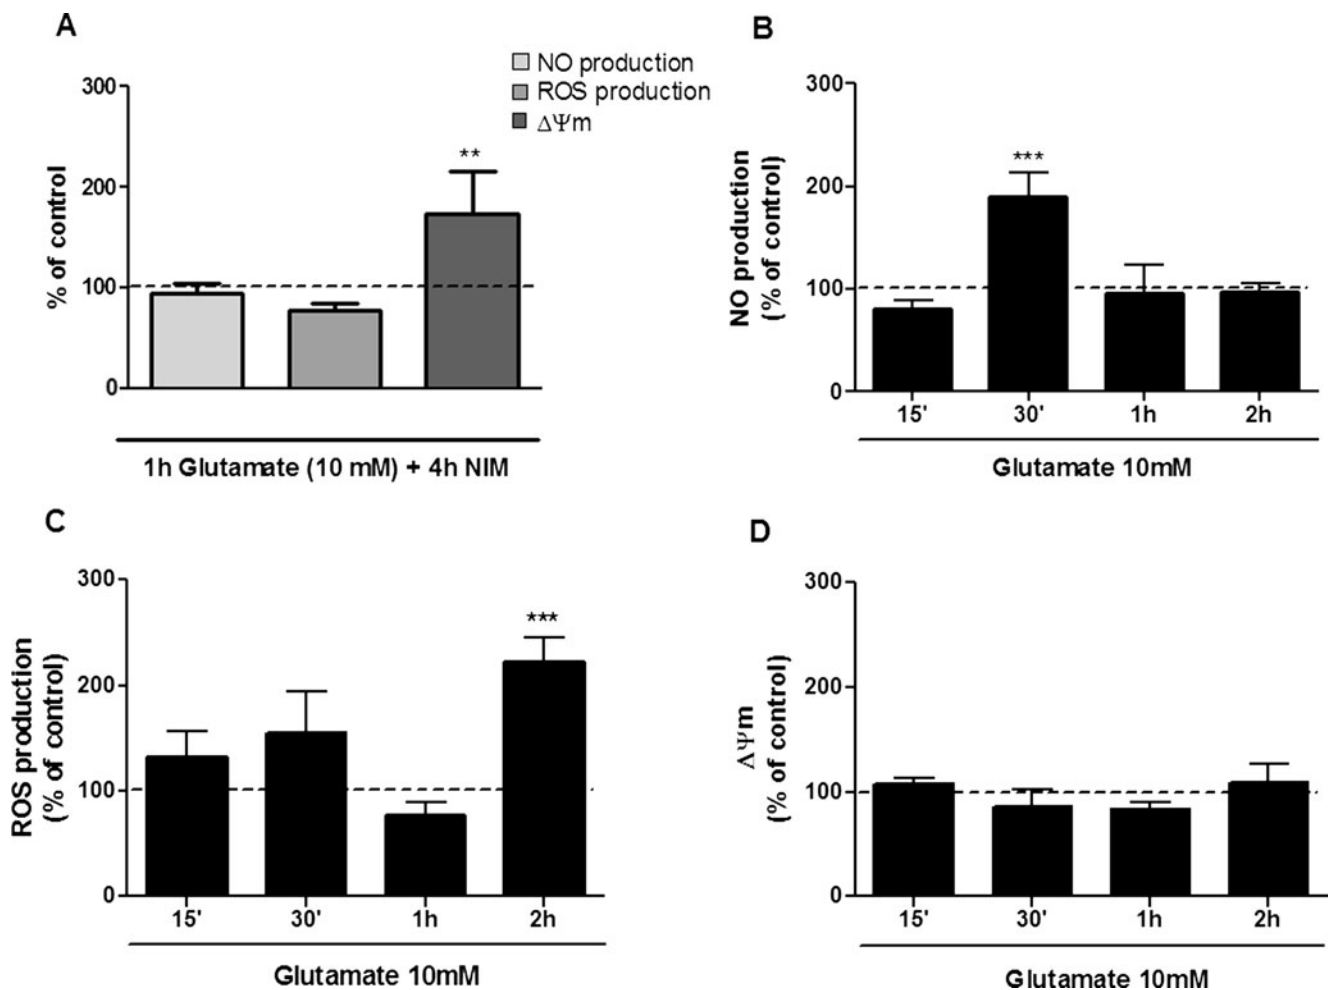 A
NO production
ROS production
ΔΨm
300
200
100
0
% of control
**
1h Glutamate (10 mM) + 4h NIM
B
300
200
100
0
NO production
(% of control)
***
15' 30' 1h 2h
Glutamate 10mM
C
300
200
100
0
ROS production
(% of control)
***
15' 30' 1h 2h
Glutamate 10mM
D
300
200
100
0
ΔΨm
(% of control)
15' 30' 1h 2h
Glutamate 10mM